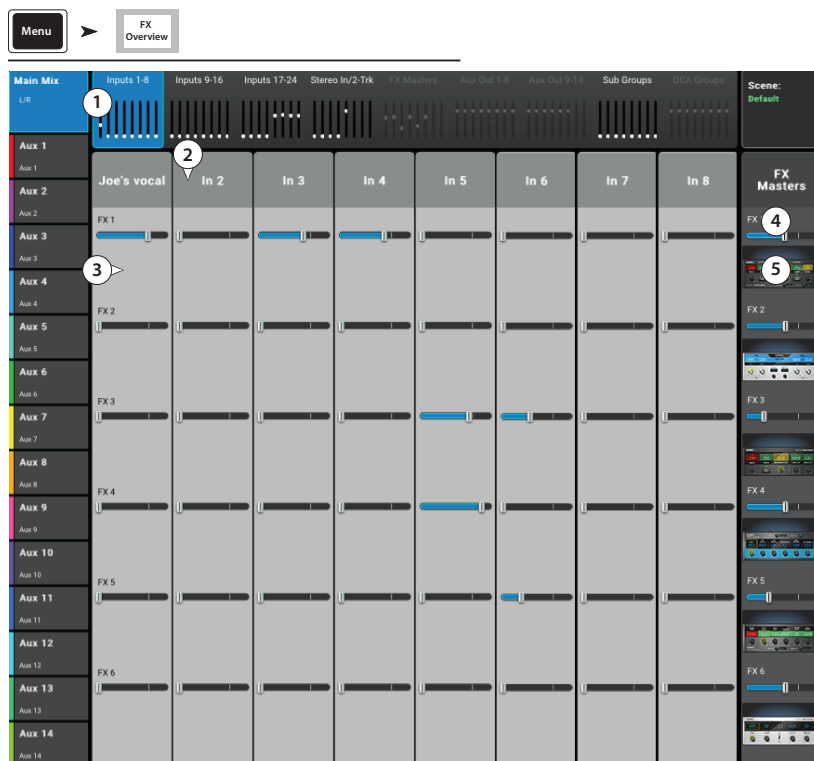 Menu
FX
Overview
Main Mix
L/R
Inputs 1-8
Inputs 9-16
Inputs 17-24
Stereo In/2-Trk
FX Masters
Aux Out 1-8
Aux Out 9-14
Sub Groups
DCA Groups
Scene:
Default
1
2
Joe's vocal
In 2
In 3
In 4
In 5
In 6
In 7
In 8
FX
Masters
Aux 1
Aux 1
Aux 2
Aux 2
Aux 3
Aux 3
Aux 4
Aux 4
Aux 5
Aux 5
Aux 6
Aux 6
Aux 7
Aux 7
Aux 8
Aux 8
Aux 9
Aux 9
Aux 10
Aux 10
Aux 11
Aux 11
Aux 12
Aux 12
Aux 13
Aux 13
Aux 14
Aux 14
FX 1
3
FX 2
FX 3
FX 4
FX 5
FX 6
FX
4
5
FX 2
FX 3
FX 4
FX 5
FX 6